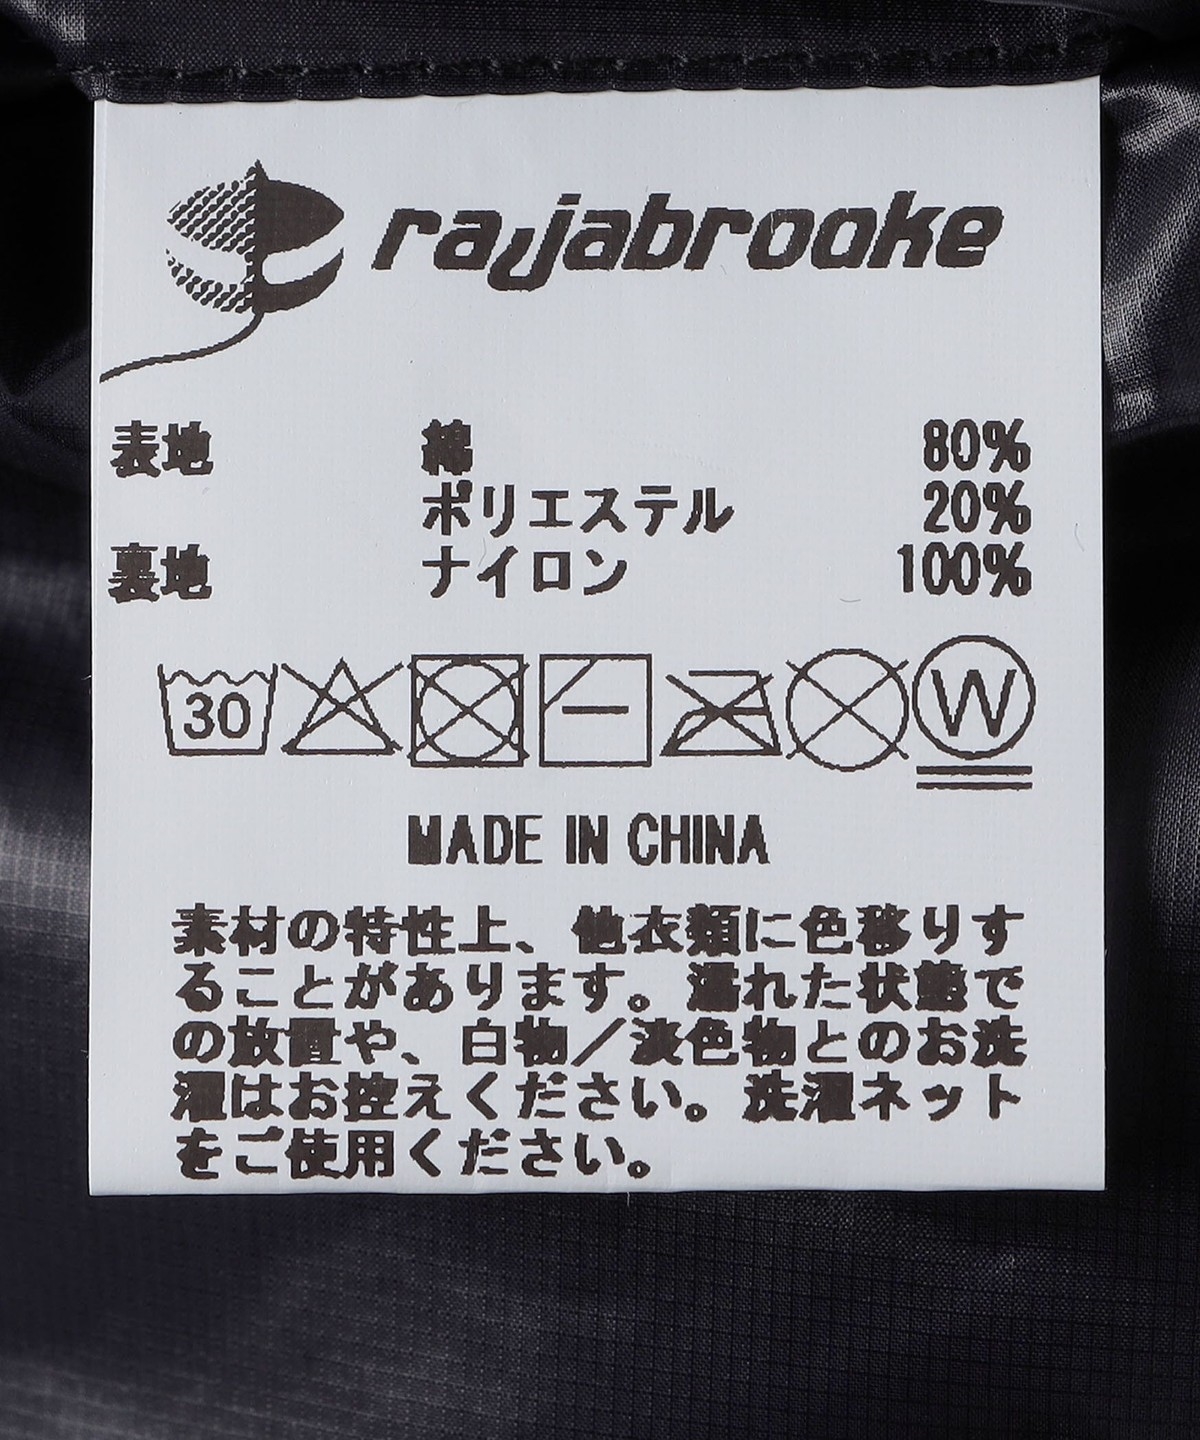 rajabrooke
表地 綿 80%
ポリエステル 20%
裏地 ナイロン 100%
30 W
MADE IN CHINA
素材の特性上、他衣類に色移りす
ることがあります。濡れた状態で
の放置や、白物／淡色物とのお洗
濯はお控えください。洗濯ネット
をご使用ください。